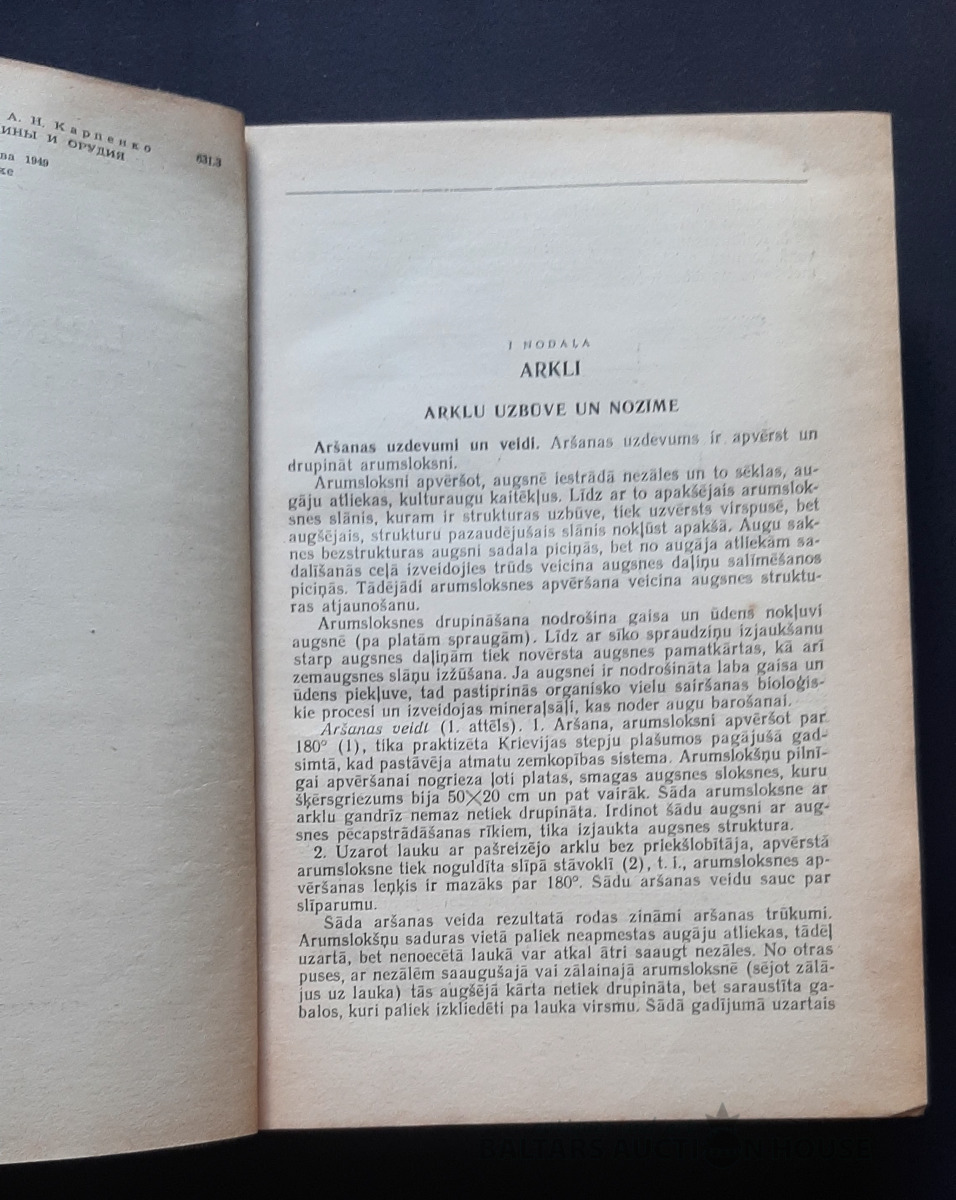 А. Н. Карпенко
ИНЫ И ОРУДИЯ
631.3
na 1949
I NODAĻA
ARKLI
ARKLU UZBŪVE UN NOZĪME
Aršanas uzdevumi un veidi. Aršanas uzdevums ir apvērst un
drupināt arumsloksni.
Arumsloksni apvēršot, augsnē iestrādā nezāles un to sēklas, au-
gāju atliekas, kulturaugu kaitēkļus. Līdz ar to apakšējais arumslok-
snes slānis, kuram ir strukturas uzbūve, tiek uzvērsts virspusē, bet
augšējais, strukturu pazaudējušais slānis nokļūst apakšā. Augu sak-
nes bezstrukturas augsni sadala piciņās, bet no augāja atliekām sa-
dalīšanās ceļā izveidojies trūds veicina augsnes daļiņu salīmēšanos
piciņās. Tādējādi arumsloksnes apvēršana veicina augsnes struktu-
ras atjaunošanu.
Arumsloksnes drupināšana nodrošina gaisa un ūdens nokļuvi
augsnē (pa platām spraugām). Līdz ar sīko spraudziņu izjaukšanu
starp augsnes daļiņām tiek novērsta augsnes pamatkārtas, kā arī
zemaugsnes slāņu izžūšana. Ja augsnei ir nodrošināta laba gaisa un
ūdens piekļuve, tad pastiprinās organisko vielu sairšanas bioloģis-
kie procesi un izveidojas mineraļsāļi, kas noder augu barošanai.
Aršanas veidi (1. attēls). 1. Aršana, arumsloksni apvēršot par
180° (1), tika praktizēta Krievijas stepju plašumos pagājušā gad-
simtā, kad pastāvēja atmatu zemkopības sistema. Arumslokšņu pilnī-
gai apvēršanai nogrieza ļoti platas, smagas augsnes sloksnes, kuru
šķērsgriezums bija 50×20 cm un pat vairāk. Šāda arumsloksne ar
arklu gandrīz nemaz netiek drupināta. Irdinot šādu augsni ar aug-
snes pēcapstrādāšanas rīkiem, tika izjaukta augsnes struktura.
2. Uzarot lauku ar pašreizējo arklu bez priekšlobītāja, apvērstā
arumsloksne tiek noguldīta slīpā stāvoklī (2), t. i., arumsloksnes ap-
vēršanas leņķis ir mazāks par 180°. Šādu aršanas veidu sauc par
slīparumu.
Šāda aršanas veida rezultatā rodas zināmi aršanas trūkumi.
Arumslokšņu saduras vietā paliek neapmestas augāju atliekas, tādēļ
uzartā, bet nenoecētā laukā var atkal ātri saaugt nezāles. No otras
puses, ar nezālēm saaugušajā vai zālainajā arumsloksnē (sējot zālā-
jus uz lauka) tās augšējā kārta netiek drupināta, bet saraustīta ga-
balos, kuri paliek izkliedēti pa lauka virsmu. Šādā gadījumā uzartais
BALTARS AUCTION HOUSE